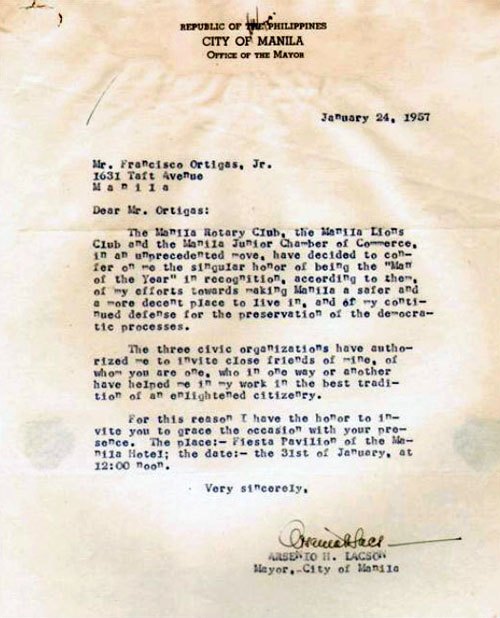 REPUBLIC OF THE PHILIPPINES
CITY OF MANILA
OFFICE OF THE MAYOR
January 24, 1957
Mr. Francisco Ortigas, Jr.
1631 Taft Avenue
M a n i l a
Dear Mr. Ortigas:
The Manila Rotary Club, the Manila Lions
Club and the Manila Junior Chamber of Commerce,
in an unprecedented move, have decided to con-
fer on me the singular honor of being the "Man
of the Year" in recognition, according to them,
of my efforts towards making Manila a safer and
a more decent place to live in, and of my conti-
nued defense for the preservation of the democra-
tic processes.
The three civic organizations have autho-
rized me to invite close friends of mine, of
whom you are one, who in one way or another
have helped me in my work in the best tradi-
tion of an enlightened citizenry.
For this reason I have the honor to in-
vite you to grace the occasion with your pre-
sence. The place:- Fiesta Pavilion of the Ma-
nila Hotel; the date:- the 31st of January, at
12:00 noon.
Very sincerely,
ARSENIO H. LACSON
Mayor, City of Manila